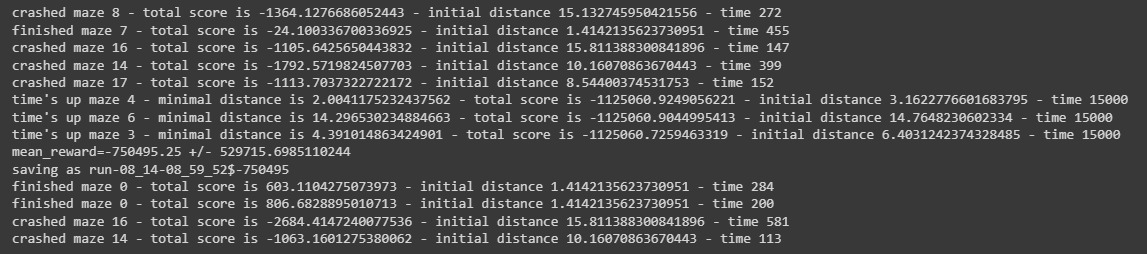 crashed maze 8 - total score is -1364.1276686052443 - initial distance 15.132745950421556 - time 272
finished maze 7 - total score is -24.100336700336925 - initial distance 1.4142135623730951 - time 455
crashed maze 16 - total score is -1105.6425650443832 - initial distance 15.811388300841896 - time 147
crashed maze 14 - total score is -1792.5719824507703 - initial distance 10.16070863670443 - time 399
crashed maze 17 - total score is -1113.7037322722172 - initial distance 8.54400374531753 - time 152
time's up maze 4 - minimal distance is 2.0041175232437562 - total score is -1125060.9249056221 - initial distance 3.1622776601683795 - time 15000
time's up maze 6 - minimal distance is 14.296530234884663 - total score is -1125060.9044995413 - initial distance 14.7648230602334 - time 15000
time's up maze 3 - minimal distance is 4.391014863424901 - total score is -1125060.7259463319 - initial distance 6.4031242374328485 - time 15000
mean_reward=-750495.25 +/- 529715.6985110244
saving as run-08_14-08_59_52$-750495
finished maze 0 - total score is 603.1104275073973 - initial distance 1.4142135623730951 - time 284
finished maze 0 - total score is 806.6828895010713 - initial distance 1.4142135623730951 - time 200
crashed maze 16 - total score is -2684.4147240077536 - initial distance 15.811388300841896 - time 581
crashed maze 14 - total score is -1063.1601275380062 - initial distance 10.16070863670443 - time 113